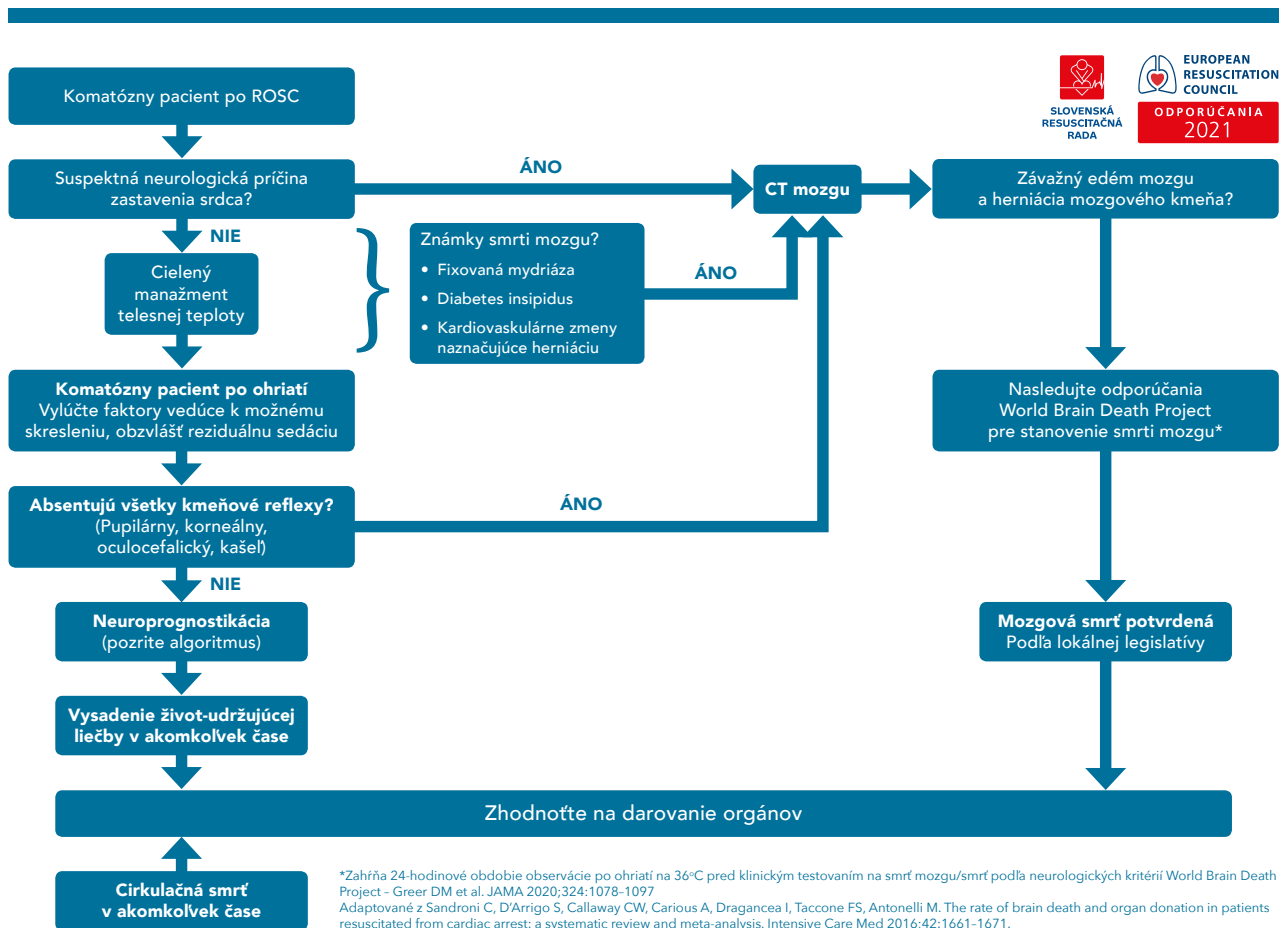 SLOVENSKÁ
RESUSCITAČNÁ
RADA
EUROPEAN
RESUSCITATION
COUNCIL
ODPORÚČANIA
2021
Komatózny pacient po ROSC
Suspektná neurologická príčina
zastavenia srdca?
ÁNO
CT mozgu
Závažný edém mozgu
a herniácia mozgového kmeňa?
NIE
Cielený
manažment
telesnej teploty
Známky smrti mozgu?
• Fixovaná mydriáza
• Diabetes insipidus
• Kardiovaskulárne zmeny
naznačujúce herniáciu
ÁNO
Komatózny pacient po ohriatí
Vylúčte faktory vedúce k možnému
skresleniu, obzvlášť reziduálnu sedáciu
Nasledujte odporúčania
World Brain Death Project
pre stanovenie smrti mozgu*
Absentujú všetky kmeňové reflexy?
(Pupilárny, korneálny,
oculocefalický, kašeľ)
ÁNO
NIE
Neuroprognostikácia
(pozrite algoritmus)
Mozgová smrť potvrdená
Podľa lokálnej legislatívy
Vysadenie život-udržujúcej
liečby v akomkoľvek čase
Zhodnoťte na darovanie orgánov
Cirkulačná smrť
v akomkoľvek čase
*Zahŕňa 24-hodinové obdobie observácie po ohriatí na 36ºC pred klinickým testovaním na smrť mozgu/smrť podľa neurologických kritérií World Brain Death
Project – Greer DM et al. JAMA 2020;324:1078–1097
Adaptované z Sandroni C, D'Arrigo S, Callaway CW, Carious A, Dragancea I, Taccone FS, Antonelli M. The rate of brain death and organ donation in patients
resuscitated from cardiac arrest: a systematic review and meta-analysis. Intensive Care Med 2016;42:1661–1671.